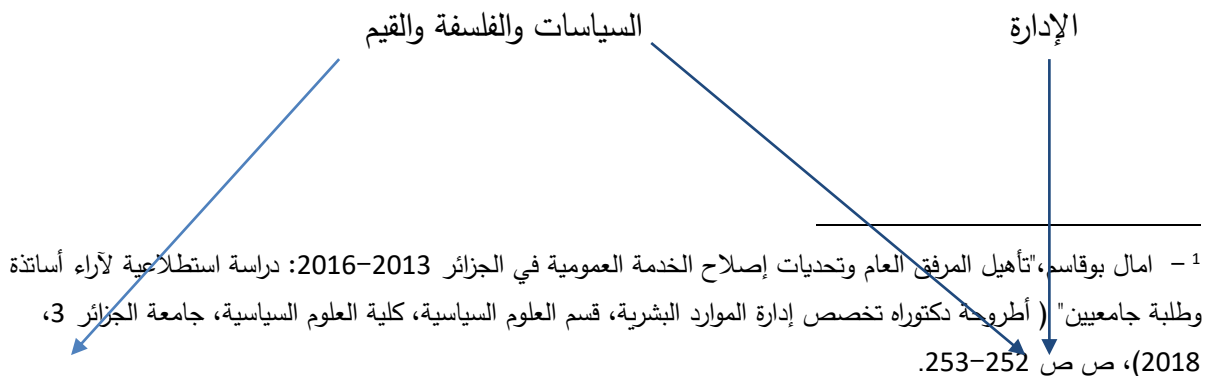 الإدارة السياسات والفلسفة والقيم
1 – امال بوقاسم،"تأهيل المرفق العام وتحديات إصلاح الخدمة العمومية في الجزائر 2013–2016: دراسة استطلاعية لآراء أساتذة
وطلبة جامعيين" ( أطروحة دكتوراه تخصص إدارة الموارد البشرية، قسم العلوم السياسية، كلية العلوم السياسية، جامعة الجزائر 3،
2018)، ص ص 252–253.